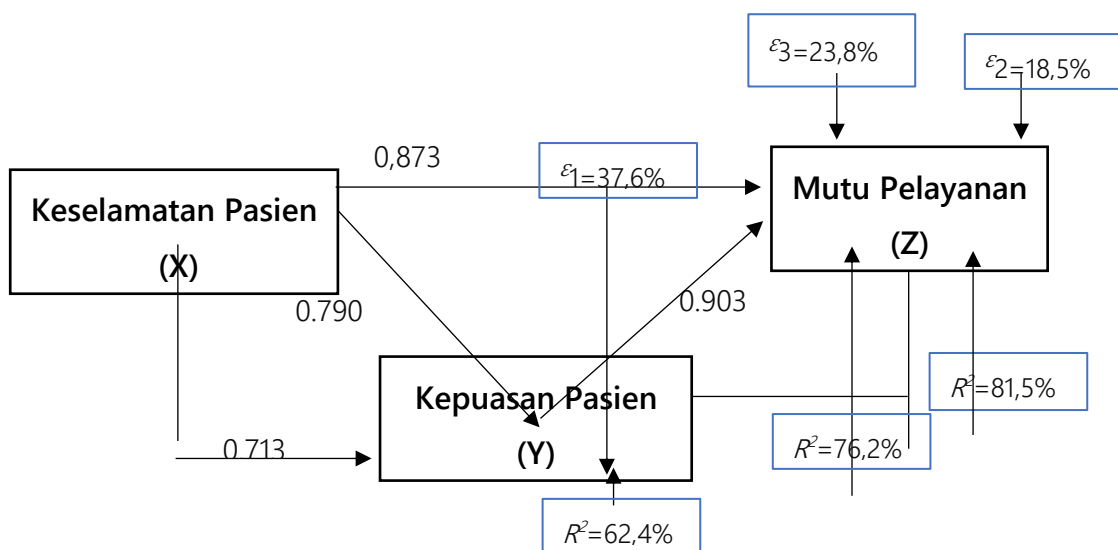 ε3=23,8%
ε2=18,5%
0,873
ε1=37,6%
Keselamatan Pasien
(X)
Mutu Pelayanan
(Z)
0.790
0.903
Kepuasan Pasien
(Y)
R²=81,5%
0.713
R²=76,2%
R²=62,4%